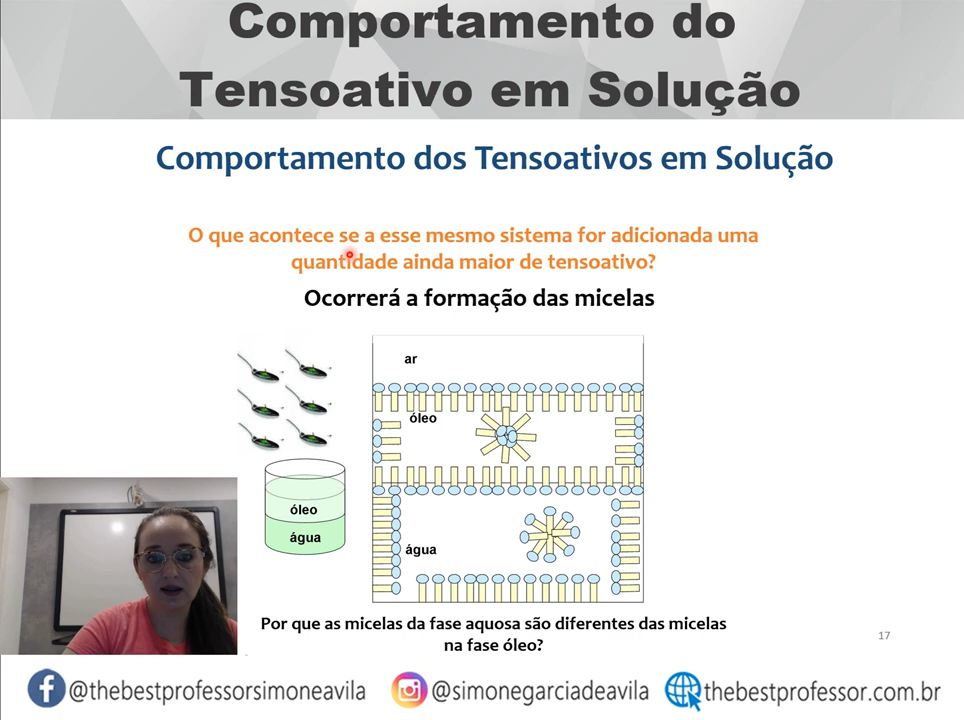 Comportamento do
Tensoativo em Solução
Comportamento dos Tensoativos em Solução
O que acontece se a esse mesmo sistema for adicionada uma
quantidade ainda maior de tensoativo?
Ocorrerá a formação das micelas
ar
óleo
óleo
água
água
Por que as micelas da fase aquosa são diferentes das micelas
na fase óleo?
17
@thebestprofessorsimoneavila
@simonegarciadeavila
thebestprofessor.com.br